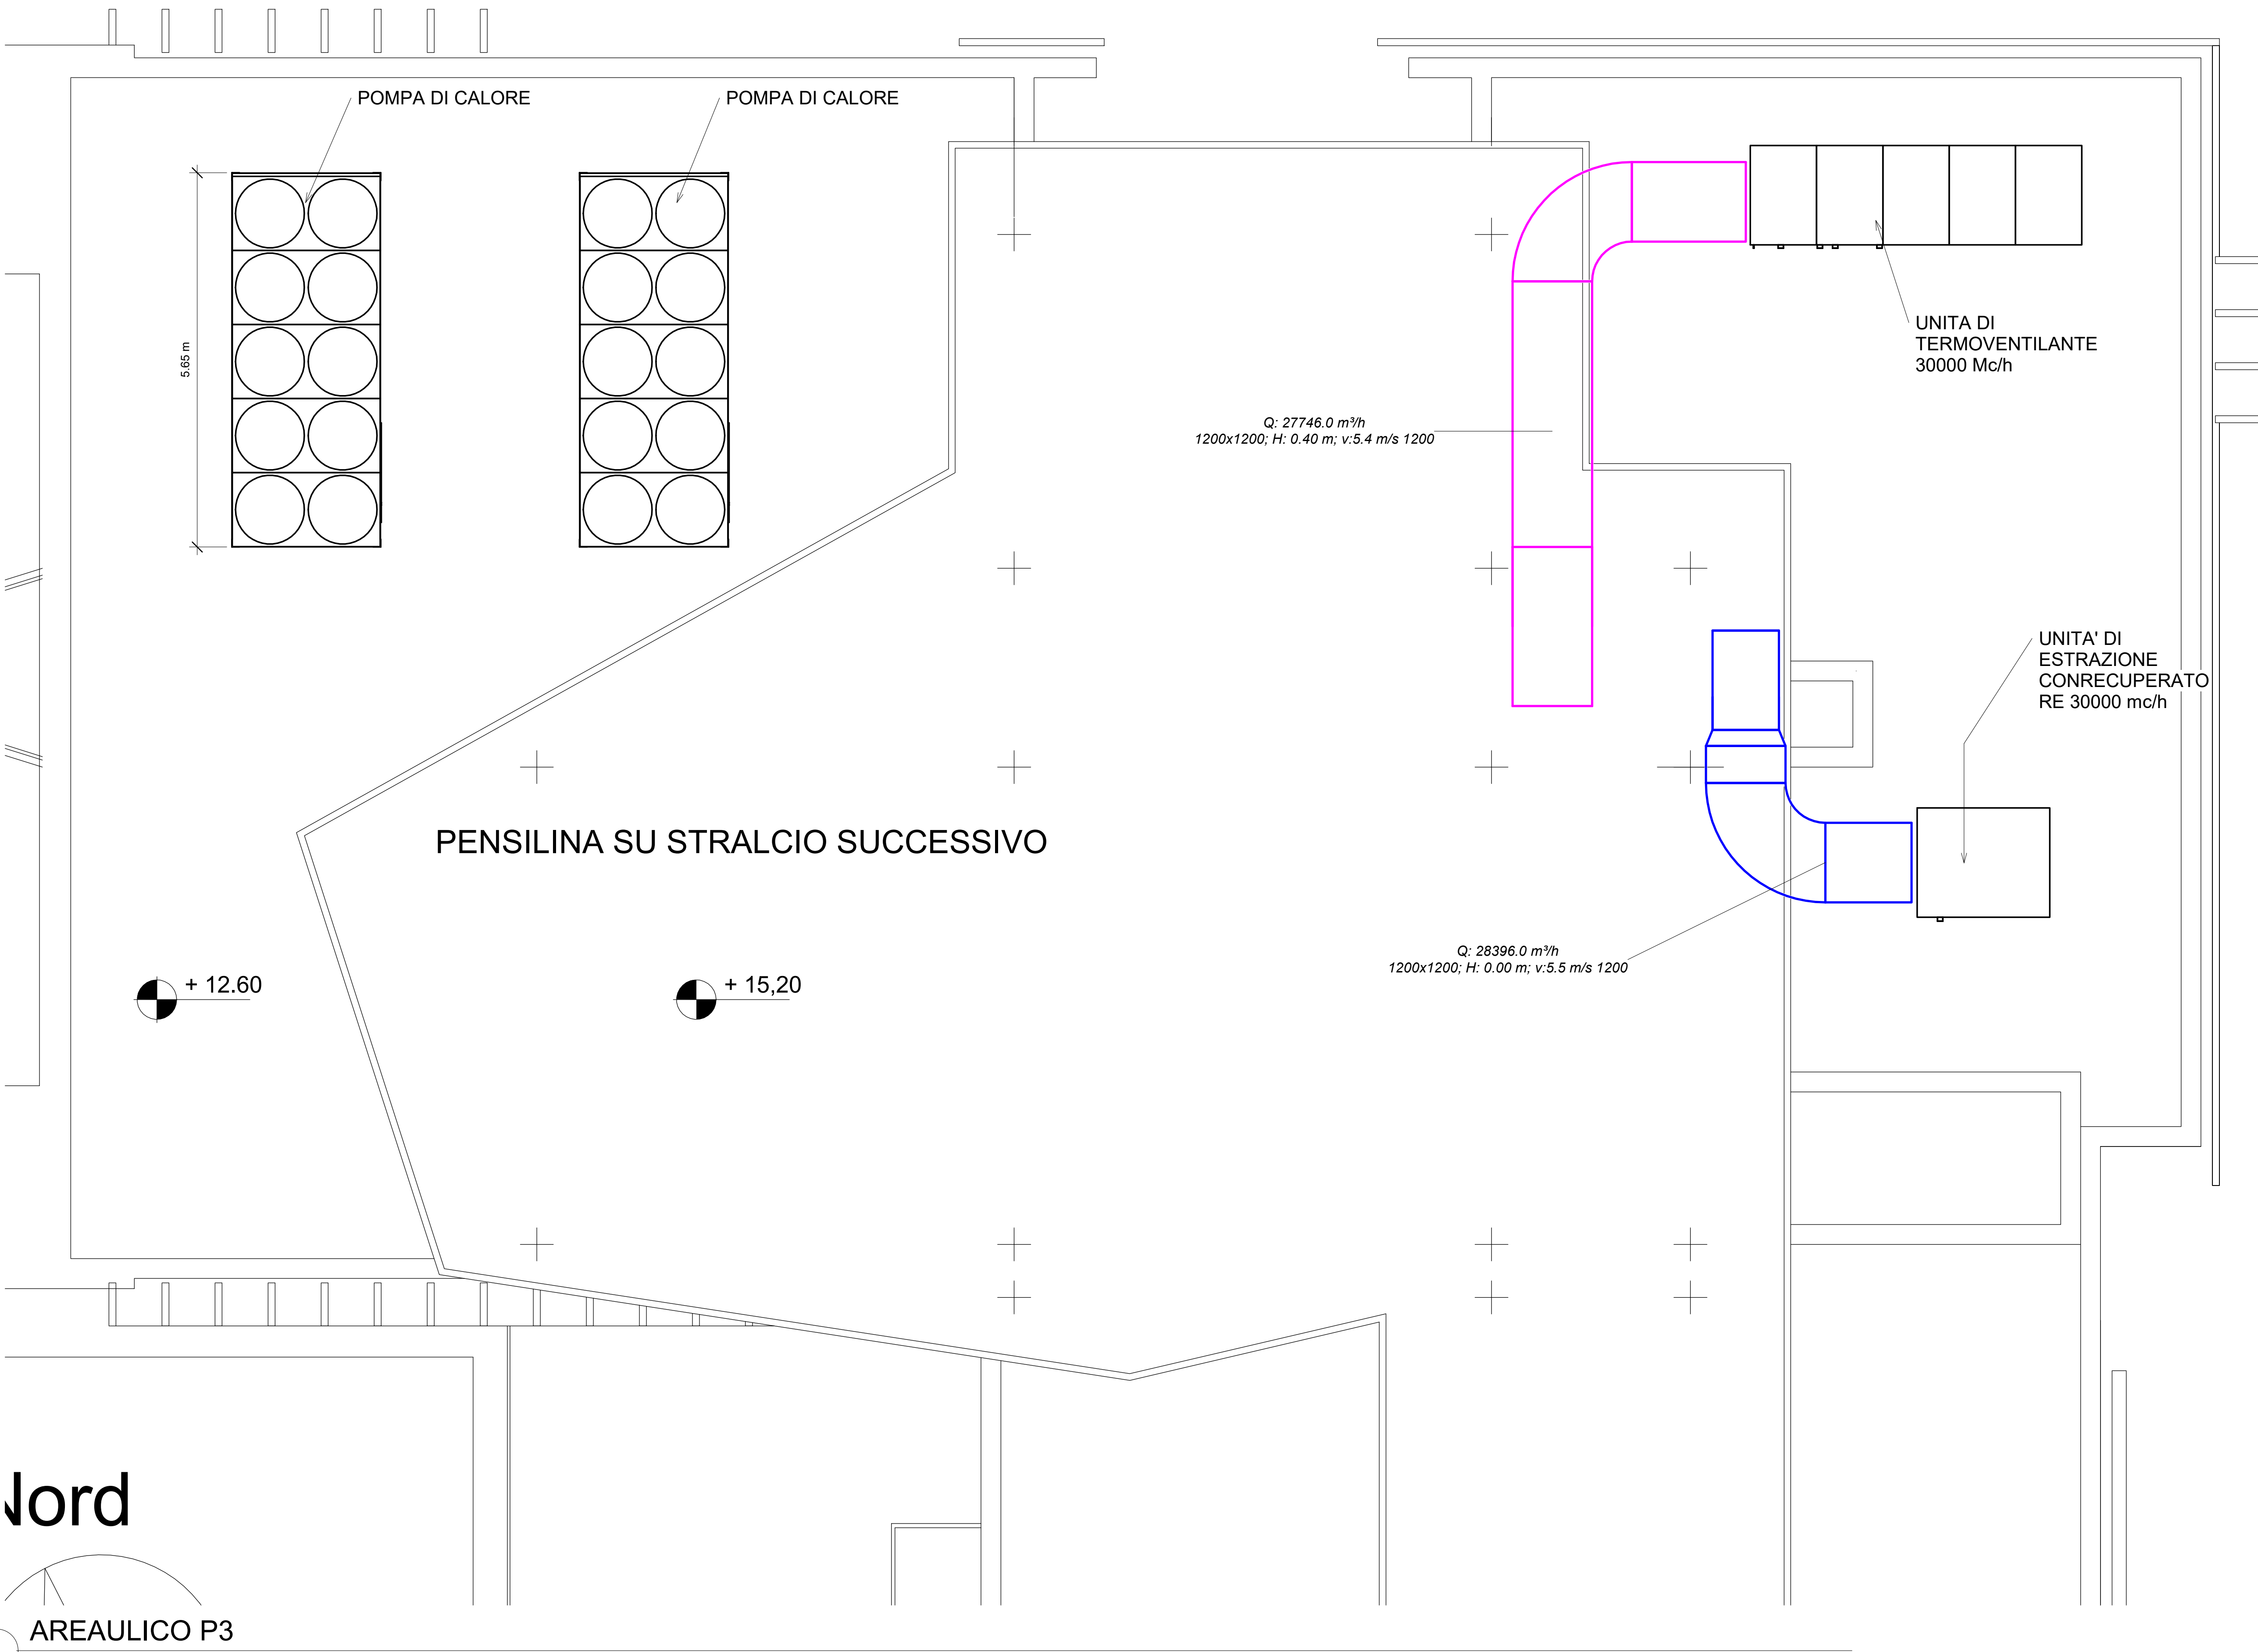 POMPA DI CALORE
POMPA DI CALORE
5.65 m
UNITA DI
TERMOVENTILANTE
30000 Mc/h
Q: 27746.0 m³/h
1200x1200; H: 0.40 m; v:5.4 m/s 1200
UNITA' DI
ESTRAZIONE
CONRECUPERATO
RE 30000 mc/h
PENSILINA SU STRALCIO SUCCESSIVO
Q: 28396.0 m³/h
1200x1200; H: 0.00 m; v:5.5 m/s 1200
+ 12.60
+ 15,20
Nord
AREAULICO P3